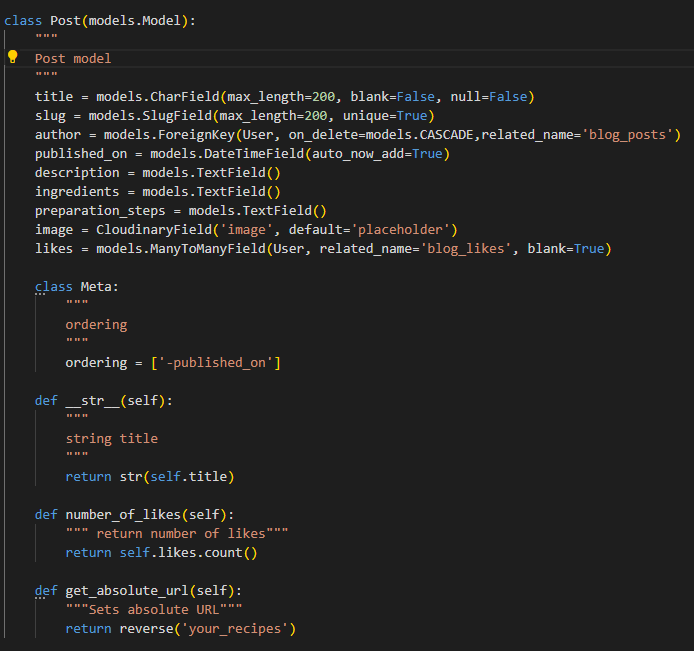 class Post(models.Model):
    """
    Post model
    """
    title = models.CharField(max_length=200, blank=False, null=False)
    slug = models.SlugField(max_length=200, unique=True)
    author = models.ForeignKey(User, on_delete=models.CASCADE,related_name='blog_posts')
    published_on = models.DateTimeField(auto_now_add=True)
    description = models.TextField()
    ingredients = models.TextField()
    preparation_steps = models.TextField()
    image = CloudinaryField('image', default='placeholder')
    likes = models.ManyToManyField(User, related_name='blog_likes', blank=True)

    class Meta:
        """
        ordering
        """
        ordering = ['-published_on']

    def __str__(self):
        """
        string title
        """
        return str(self.title)

    def number_of_likes(self):
        """ return number of likes"""
        return self.likes.count()

    def get_absolute_url(self):
        """Sets absolute URL"""
        return reverse('your_recipes')